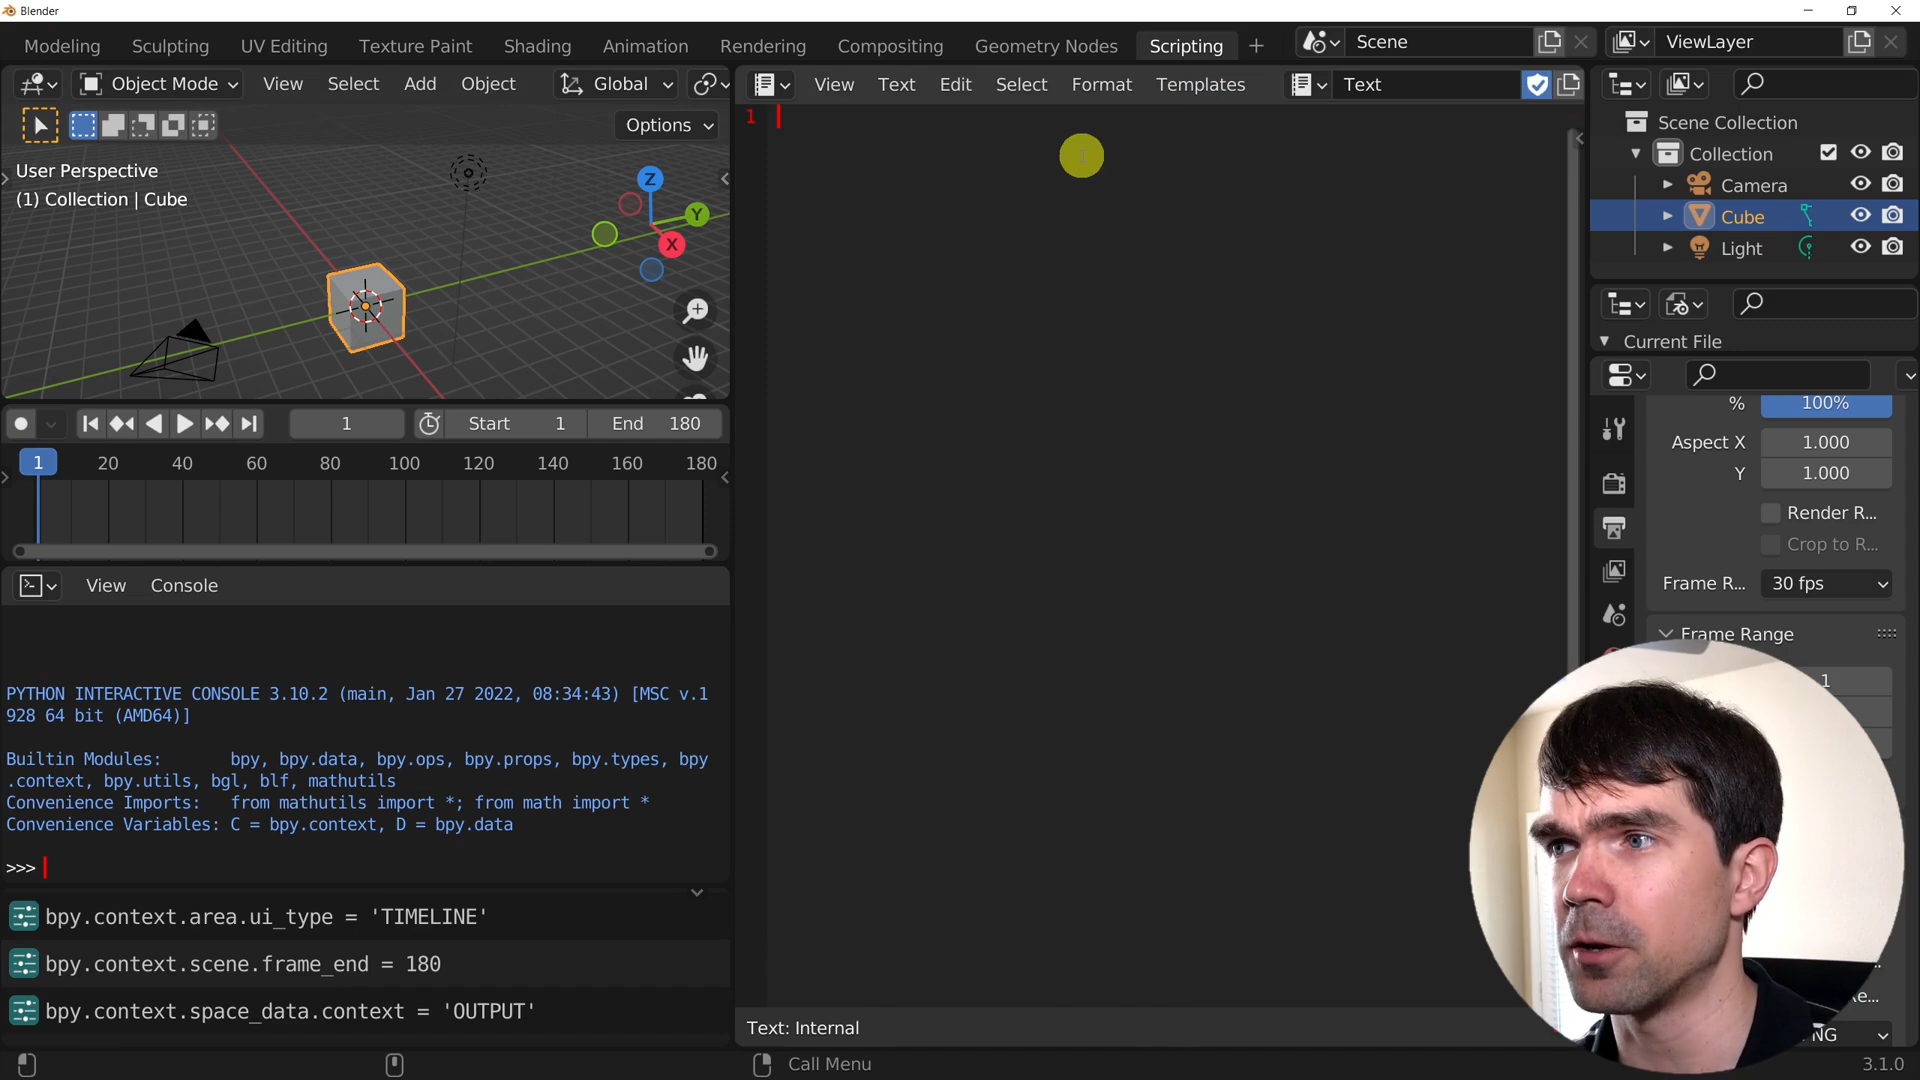 Blender
Modeling Sculpting UV Editing Texture Paint Shading Animation Rendering Compositing Geometry Nodes Scripting + Scene ViewLayer
Object Mode View Select Add Object Global
View Text Edit Select Format Templates Text
Options
User Perspective
(1) Collection | Cube
Z
Y
X
1
Scene Collection
Collection
Camera
Cube
Light
Current File
% 100%
Aspect X 1.000
Y 1.000
Render R...
Crop to R...
Frame R... 30 fps
Frame Range
1
1 Start 1 End 180
1 20 40 60 80 100 120 140 160 180
View Console
PYTHON INTERACTIVE CONSOLE 3.10.2 (main, Jan 27 2022, 08:34:43) [MSC v.1
928 64 bit (AMD64)]
Builtin Modules: bpy, bpy.data, bpy.ops, bpy.props, bpy.types, bpy
.context, bpy.utils, bgl, blf, mathutils
Convenience Imports: from mathutils import *; from math import *
Convenience Variables: C = bpy.context, D = bpy.data
>>>
bpy.context.area.ui_type = 'TIMELINE'
bpy.context.scene.frame_end = 180
bpy.context.space_data.context = 'OUTPUT'
Text: Internal
Call Menu
3.1.0